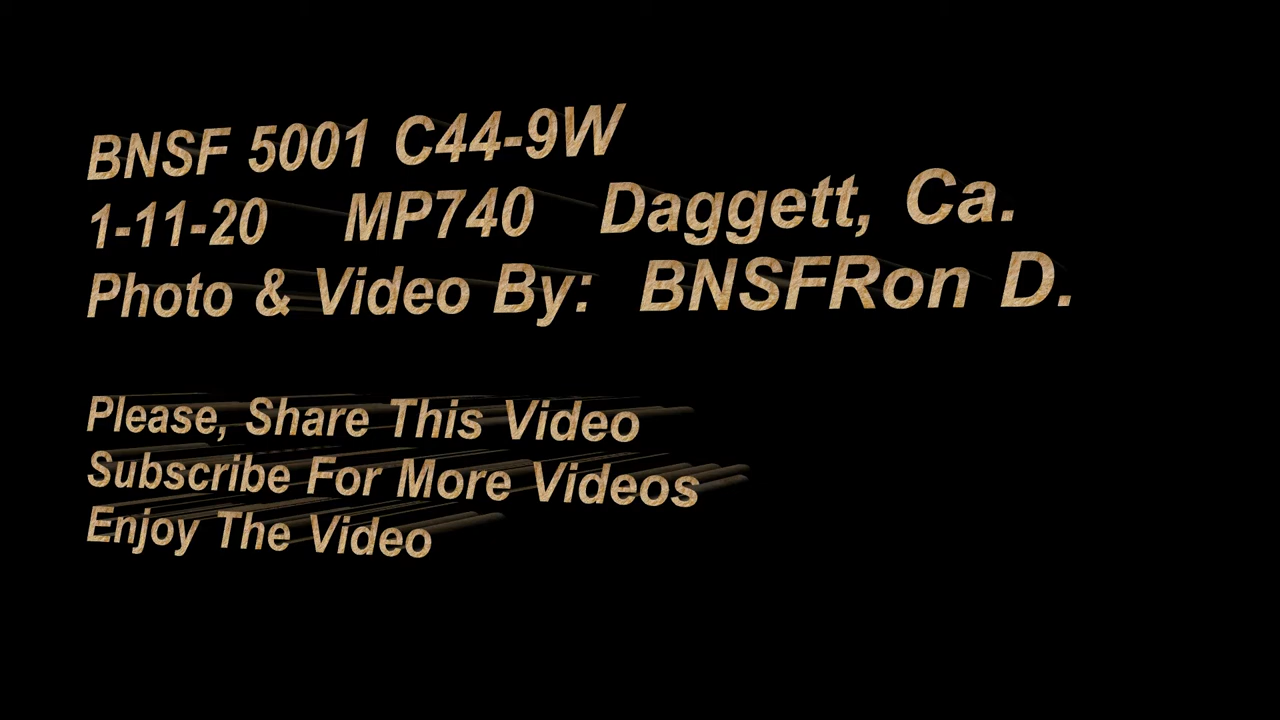 BNSF 5001 C44-9W
1-11-20 MP740 Daggett, Ca.
Photo & Video By: BNSFRon D.
Please, Share This Video
Subscribe For More Videos
Enjoy The Video